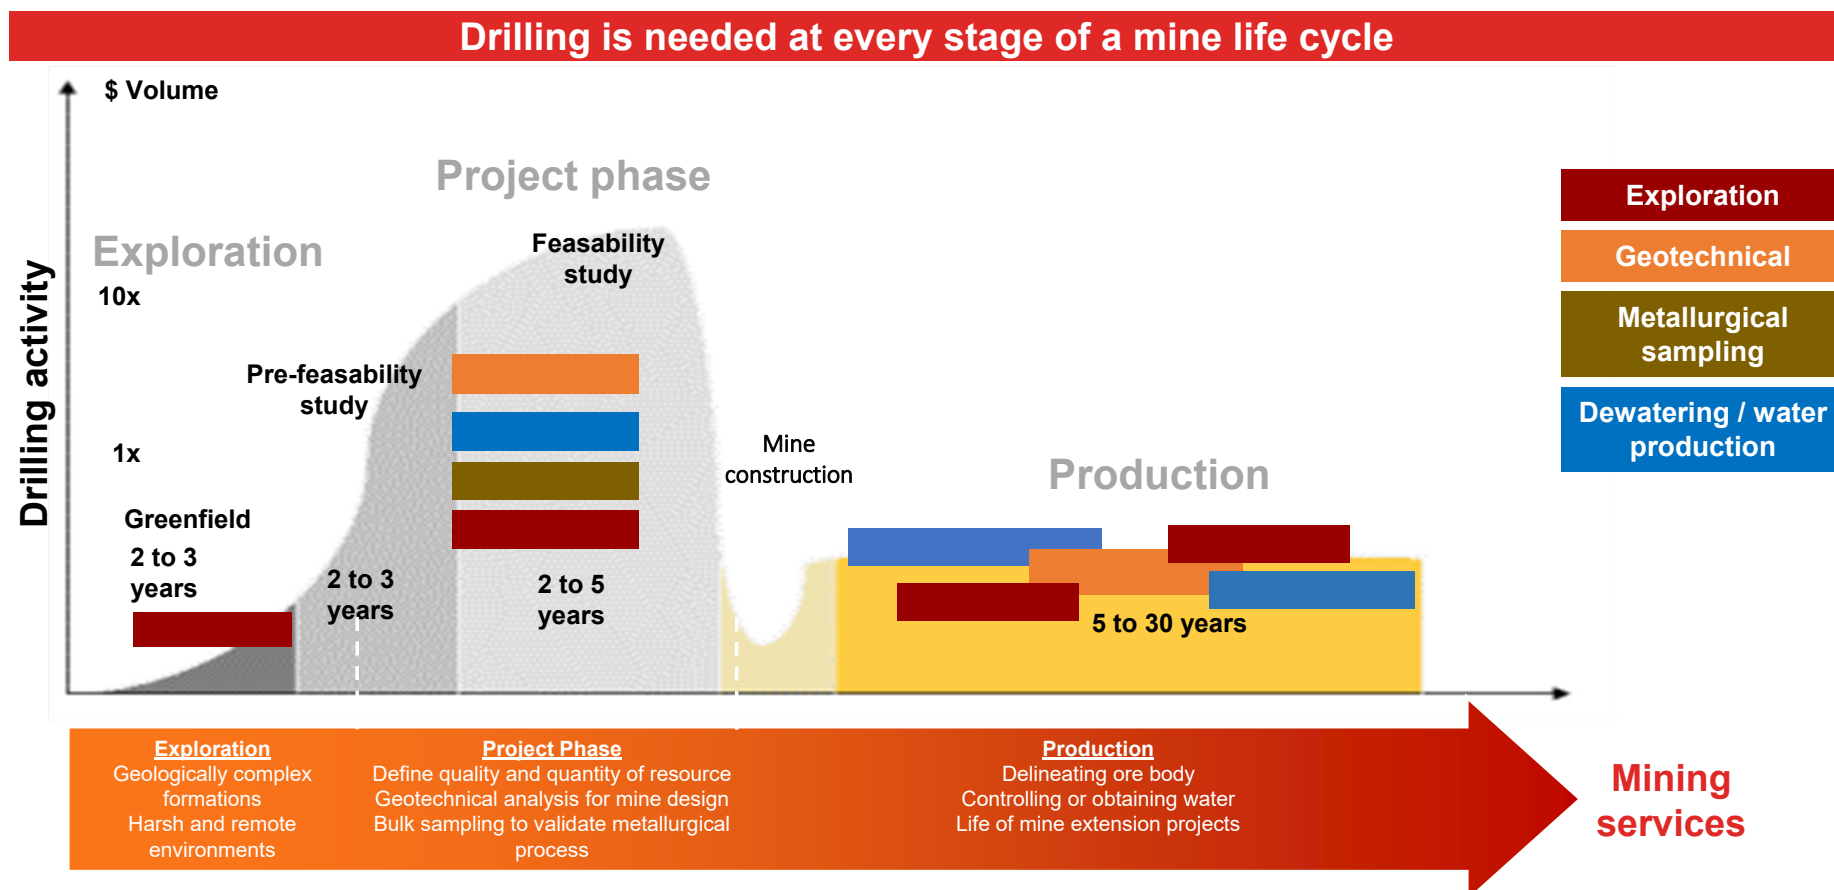 Drilling is needed at every stage of a mine life cycle
$ Volume
Drilling activity
Exploration
10x
1x
Project phase
Feasability
study
Pre-feasability
study
Greenfield
2 to 3
years
2 to 3
years
2 to 5
years
Mine
construction
Production
5 to 30 years
Exploration
Geotechnical
Metallurgical
sampling
Dewatering / water
production
Exploration
Geologically complex
formations
Harsh and remote
environments
Project Phase
Define quality and quantity of resource
Geotechnical analysis for mine design
Bulk sampling to validate metallurgical
process
Production
Delineating ore body
Controlling or obtaining water
Life of mine extension projects
Mining
services